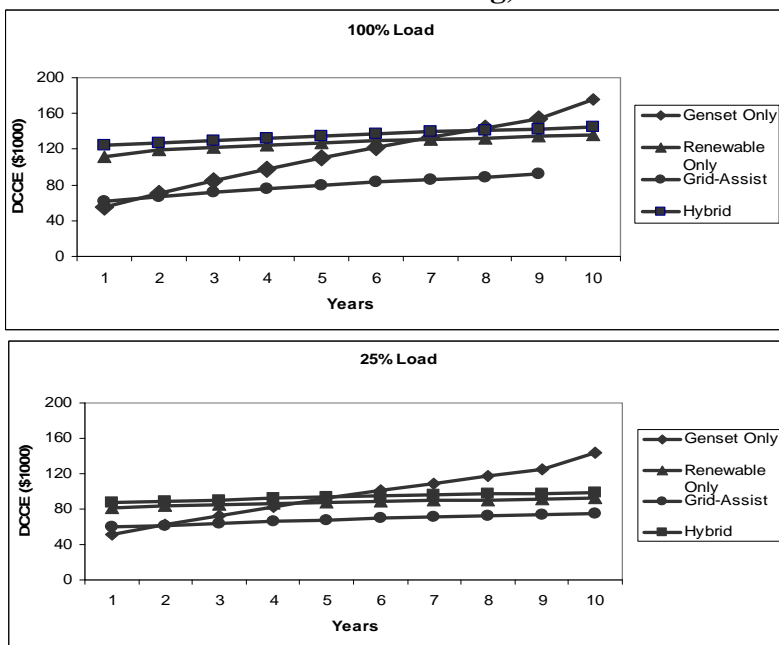 100% Load
200
160
120
80
40
0
DCCE ($1000)
1 2 3 4 5 6 7 8 9 10
Years
Genset Only
Renewable
Only
Grid-Assist
Hybrid
25% Load
200
160
120
80
40
0
DCCE ($1000)
1 2 3 4 5 6 7 8 9 10
Years
Genset Only
Renewable
Only
Grid-Assist
Hybrid